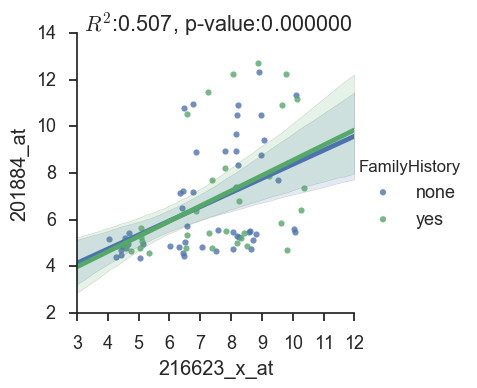 R²:0.507, p-value:0.000000
14
12
10
8
6
4
2
201884_at
3 4 5 6 7 8 9 10 11 12
216623_x_at
FamilyHistory
none
yes